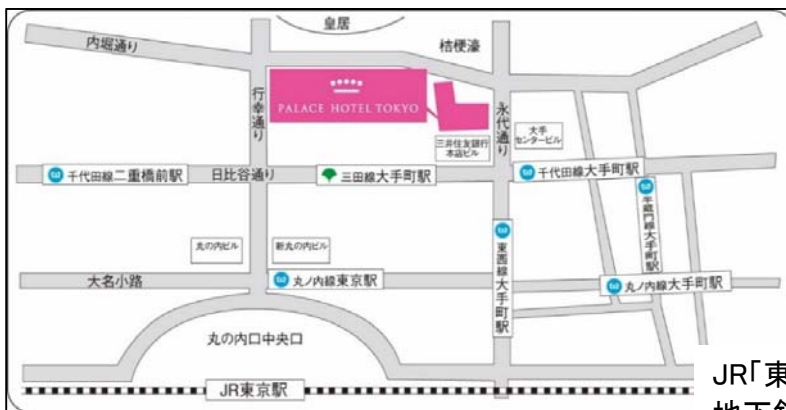 皇居
桔梗濠
内堀通り
行幸通り
PALACE HOTEL TOKYO
永代通り
三井住友銀行
本店ビル
大手
センタービル
千代田線二重橋前駅
日比谷通り
三田線大手町駅
千代田線大手町駅
半蔵門線大手町駅
丸の内ビル
新丸の内ビル
東西線大手町駅
大名小路
丸ノ内線東京駅
丸ノ内線大手町駅
丸の内口中央口
JR東京駅
JR「東